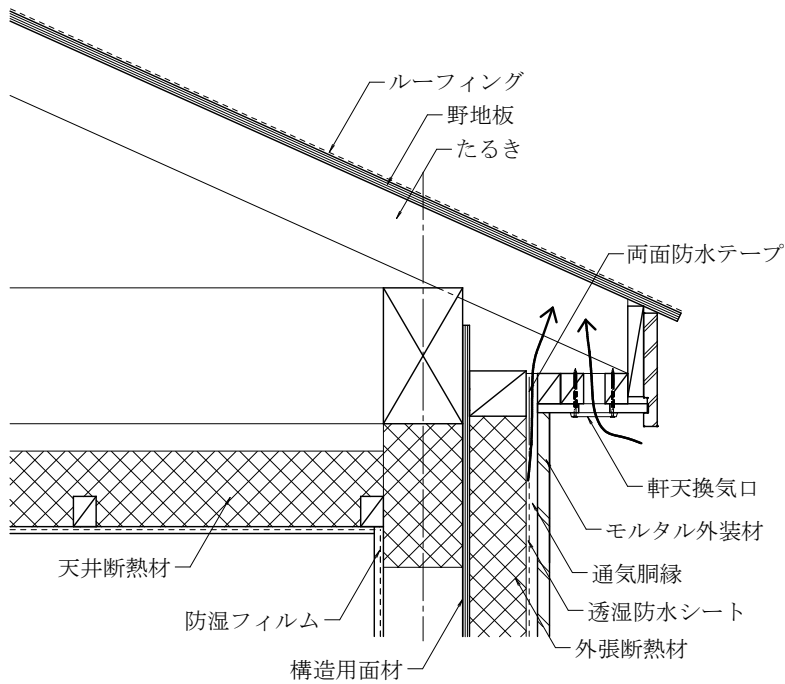 ルーフィング
野地板
たるき
両面防水テープ
軒天換気口
モルタル外装材
天井断熱材
通気胴縁
防湿フィルム
透湿防水シート
外張断熱材
構造用面材